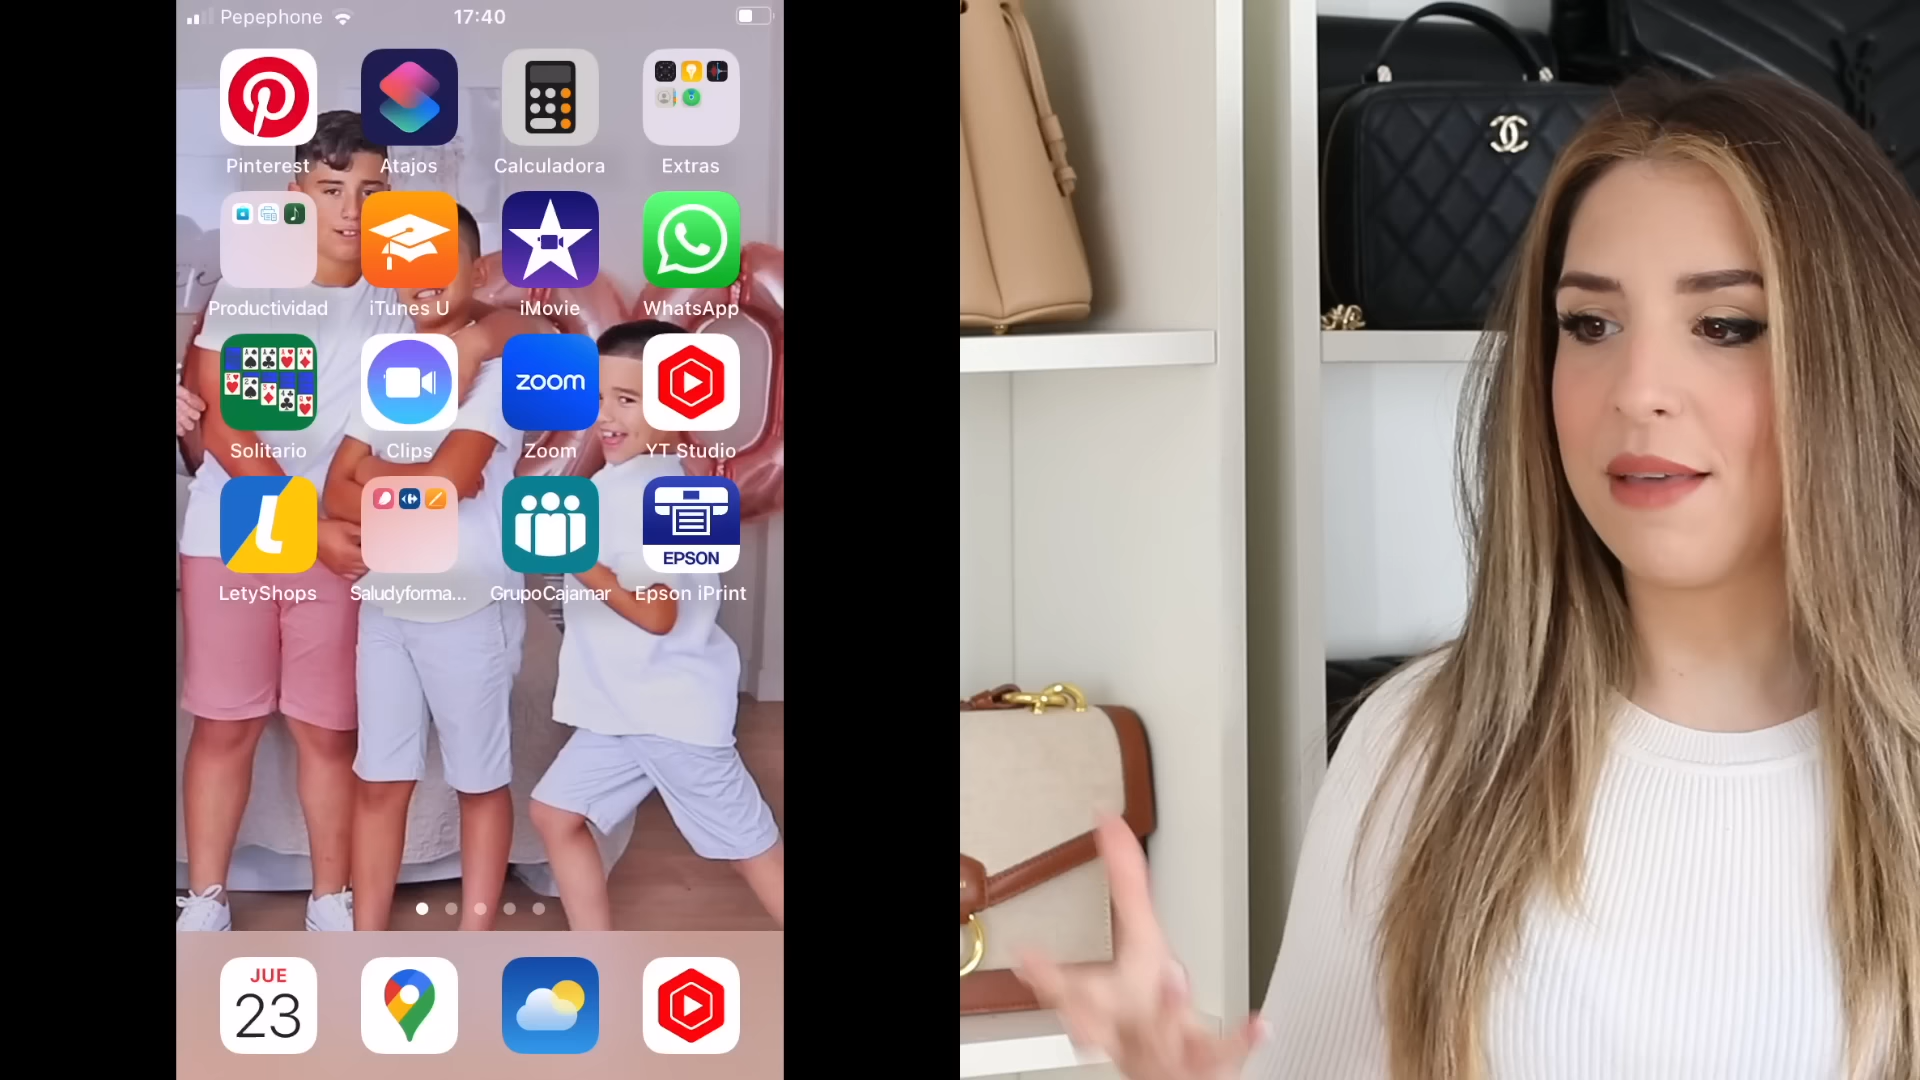 Pepephone 17:40
Pinterest Atajos Calculadora Extras
Productividad iTunes U iMovie WhatsApp
zoom
Solitario Clips Zoom YT Studio
EPSON
LetyShops Saludyforma... GrupoCajamar Epson iPrint
JUE
23